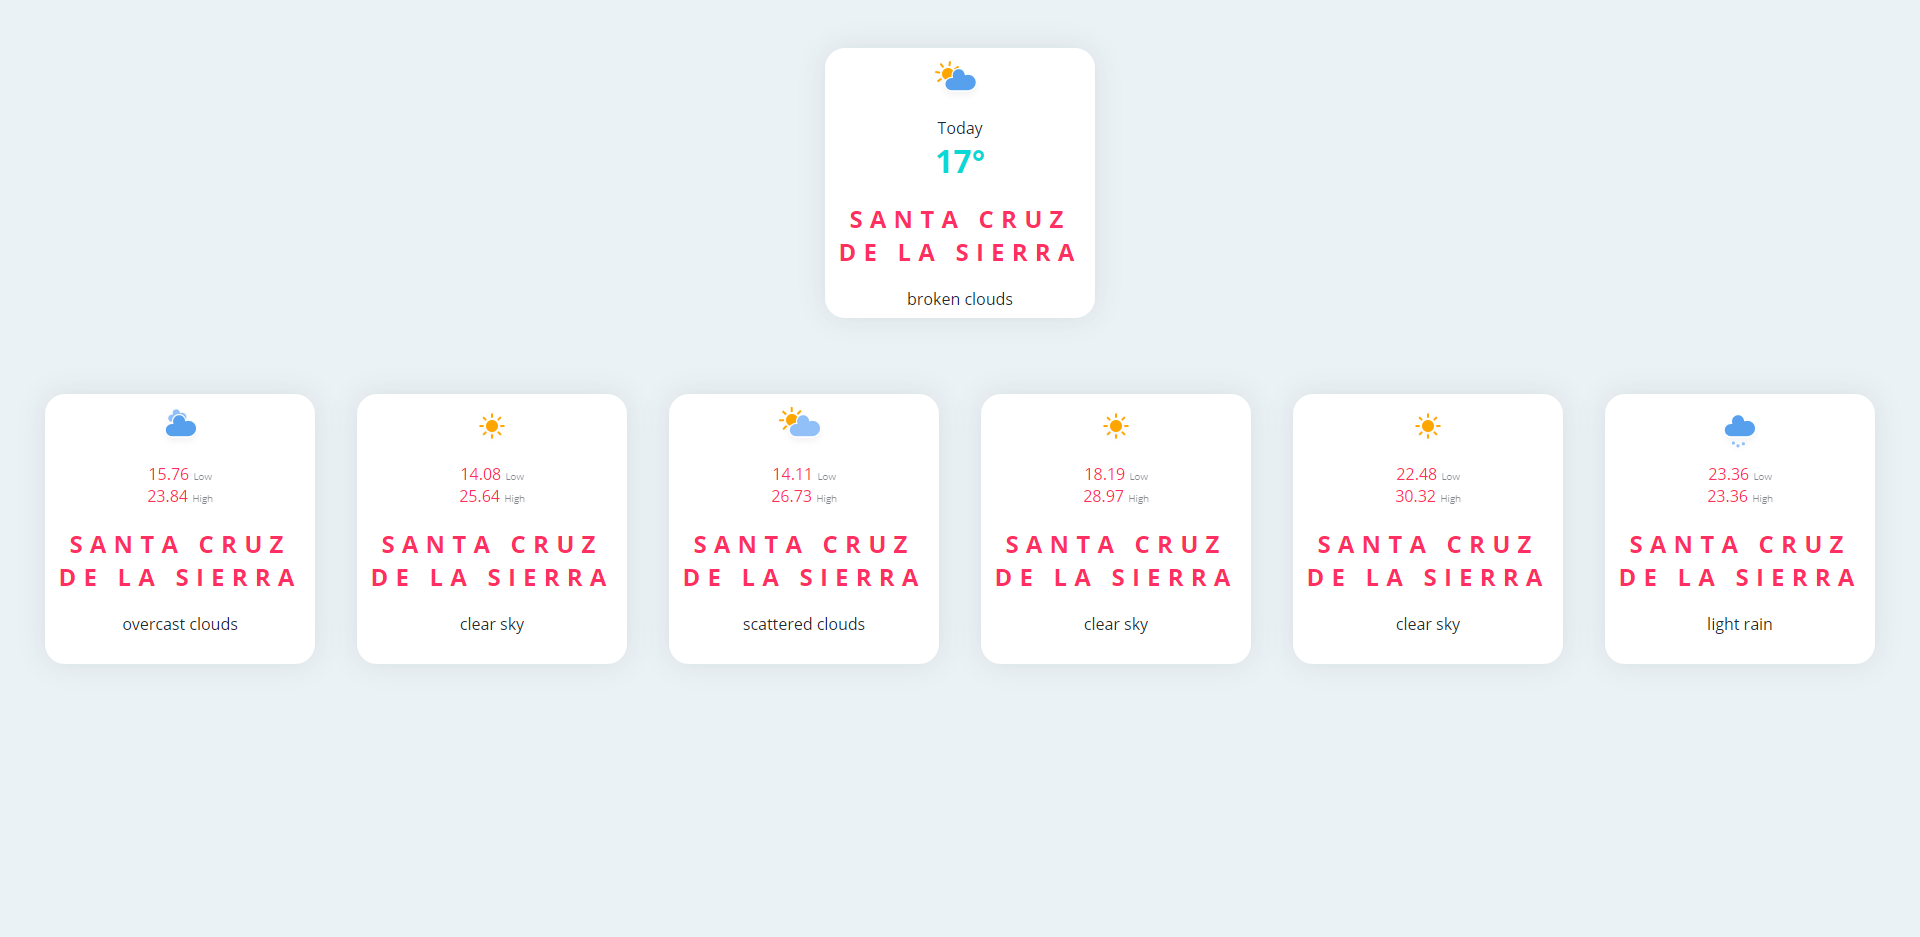 Today
17°
SANTA CRUZ
DE LA SIERRA
broken clouds
15.76 Low
23.84 High
SANTA CRUZ
DE LA SIERRA
overcast clouds
14.08 Low
25.64 High
SANTA CRUZ
DE LA SIERRA
clear sky
14.11 Low
26.73 High
SANTA CRUZ
DE LA SIERRA
scattered clouds
18.19 Low
28.97 High
SANTA CRUZ
DE LA SIERRA
clear sky
22.48 Low
30.32 High
SANTA CRUZ
DE LA SIERRA
clear sky
23.36 Low
23.36 High
SANTA CRUZ
DE LA SIERRA
light rain